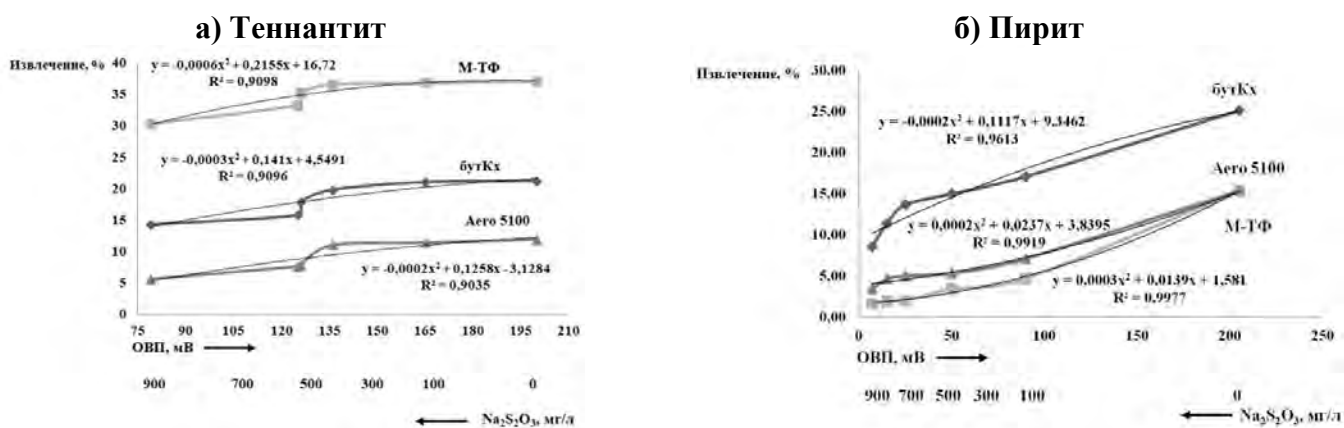 а) Теннантит
Извлечение, %
40
35
30
25
20
15
10
5
0
y = -0,0006x² + 0,2155x + 16,72
R² = 0,9098
М-ТФ
y = -0,0003x² + 0,141x + 4,5491
R² = 0,9096
бутКх
Aero 5100
y = -0,0002x² + 0,1258x - 3,1284
R² = 0,9035
75 90 105 120 135 150 165 180 195 210
ОВП, мВ
900 700 500 300 100 0
Na₂S₂O₃, мг/л
б) Пирит
Извлечение, %
30.00
25.00
20.00
15.00
10.00
5.00
0,00
бутКх
y = -0,0002x² + 0,1117x + 9.3462
R² = 0.9613
Aero 5100
y = 0,0002x² + 0,0237x + 3,8395
R² = 0,9919
М-ТФ
y = 0,0003x² + 0,0139x + 1,581
R² = 0,9977
0 50 100 150 200 250
ОВП, мВ
900 700 500 300 100 0
Na₂S₂O₃, мг/л